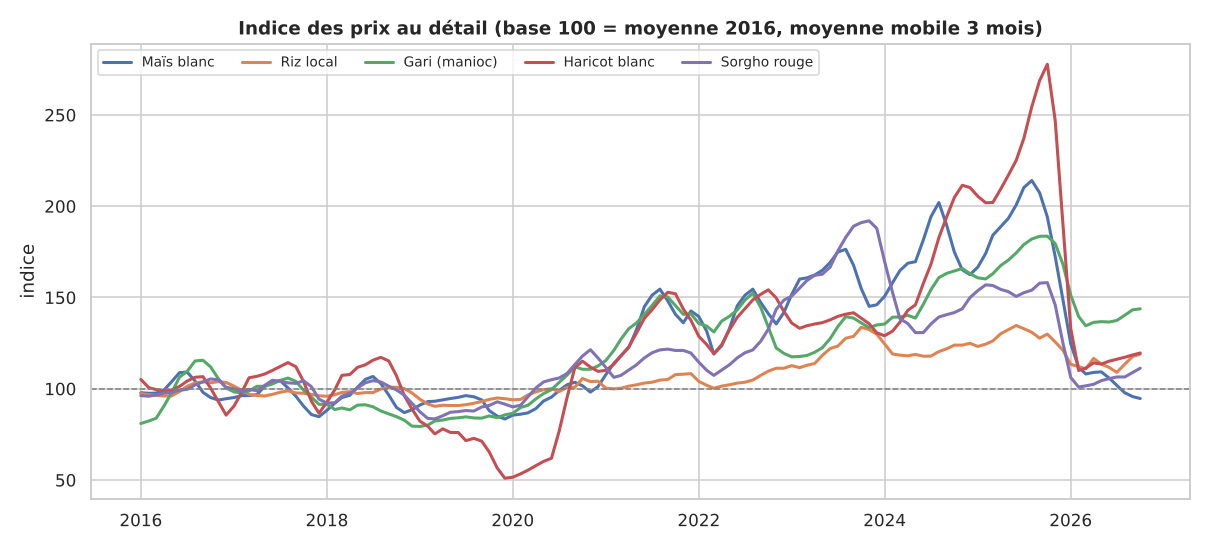 Indice des prix au détail (base 100 = moyenne 2016, moyenne mobile 3 mois)
Maïs blanc Riz local Gari (manioc) Haricot blanc Sorgho rouge
indice
250
200
150
100
50
2016 2018 2020 2022 2024 2026